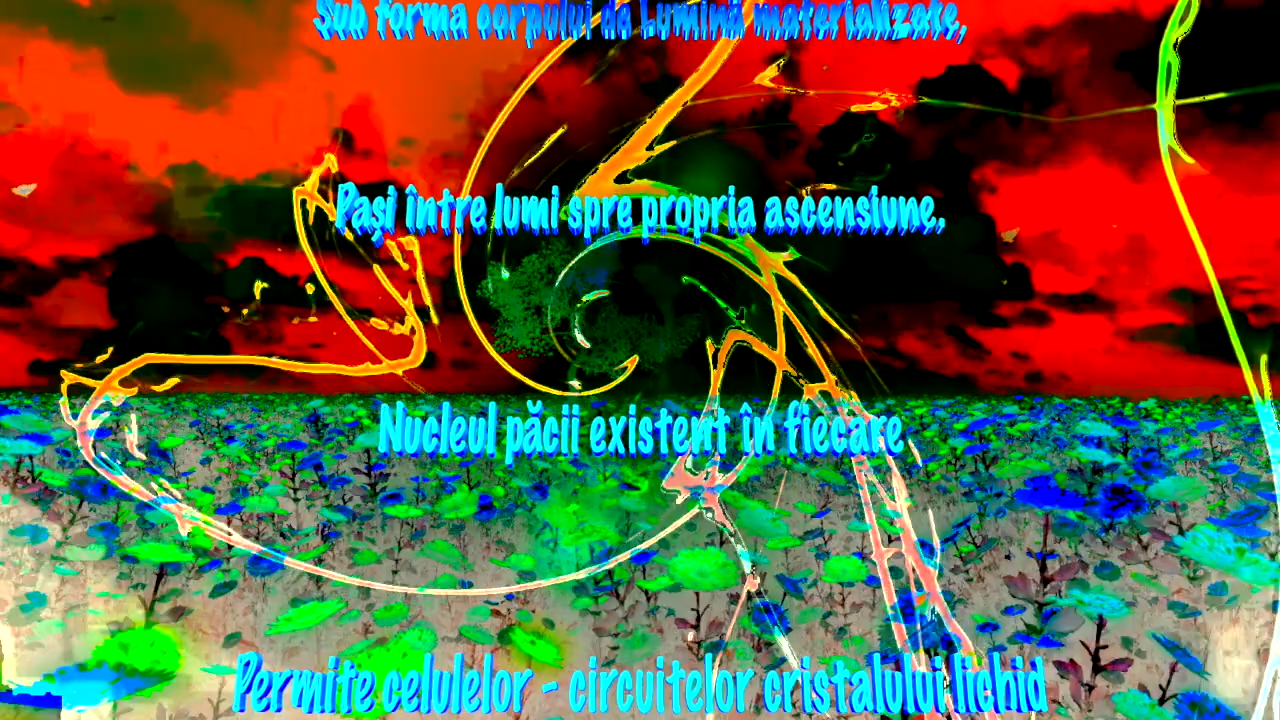 Sub forma corpului de Lumină materializate,
Pași între lumi spre propria ascensiune,
Nucleul păcii existent în fiecare
Permite celulelor - circuitelor cristalului lichid